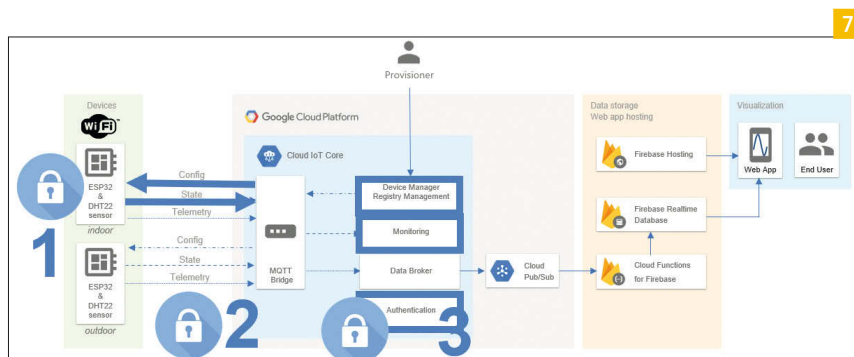 7
Provisioner
Devices
WiFi
Google Cloud Platform
Data storage
Web app hosting
Visualization
Cloud IoT Core
Config
State
Telemetry
ESP32
&
DHT22
sensor
indoor
Device Manager
Registry Management
Firebase Hosting
Web App
End User
1
Config
State
Telemetry
MQTT
Bridge
Monitoring
Data Broker
Cloud
Pub/Sub
Firebase Realtime
Database
Cloud Functions
for Firebase
ESP32
&
DHT22
sensor
outdoor
2
Authentication
3